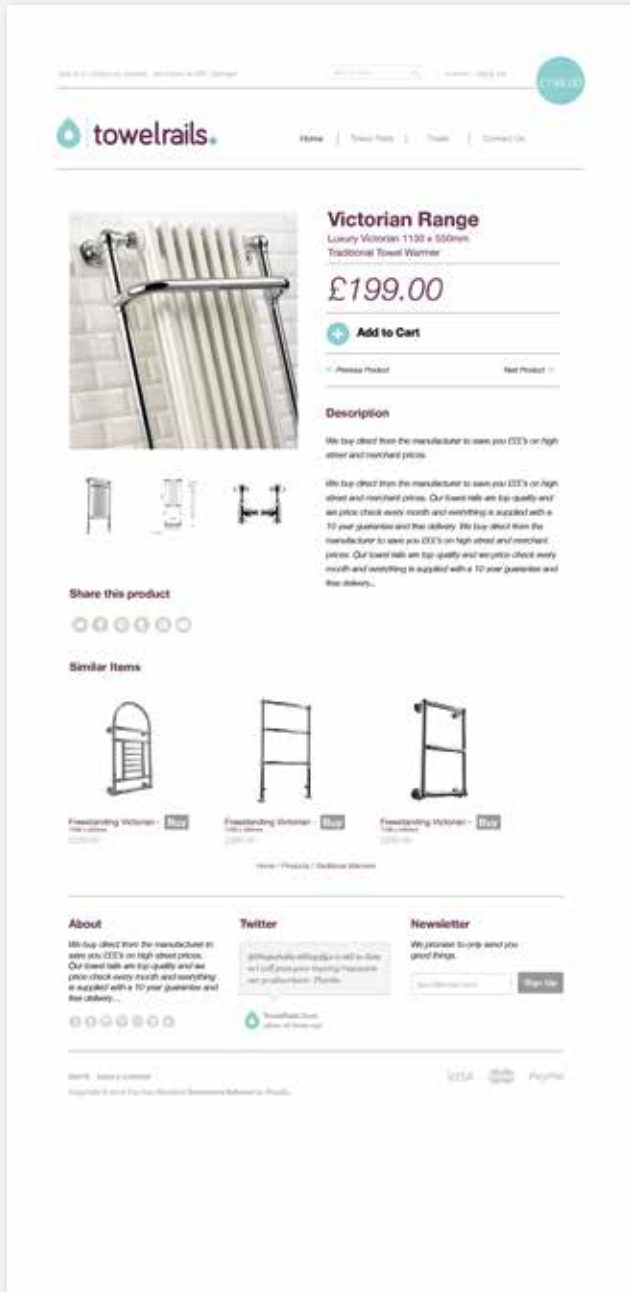 £199.00
towelrails.
Home Towel Rails Trade Contact Us
Victorian Range
Luxury Victorian 1130 x 550mm
Traditional Towel Warmer
£199.00
Add to Cart
Previous Product Next Product
Description
We buy direct from the manufacturer to save you £££'s on high
street and merchant prices.
We buy direct from the manufacturer to save you £££'s on high
street and merchant prices. Our towel rails are top quality and
we price check every month and everything is supplied with a
10 year guarantee and free delivery. We buy direct from the
manufacturer to save you £££'s on high street and merchant
prices. Our towel rails are top quality and we price check every
month and everything is supplied with a 10 year guarantee and
free delivery...
Share this product
Similar Items
Freestanding Victorian - Buy
Freestanding Victorian - Buy
Freestanding Victorian - Buy
Home / Products / Traditional Warmers
About
We buy direct from the manufacturer to
save you £££'s on high street prices.
Our towel rails are top quality and we
price check every month and everything
is supplied with a 10 year guarantee and
free delivery...
Twitter
Newsletter
We promise to only send you
good things.
Sign Up
VISA PayPal